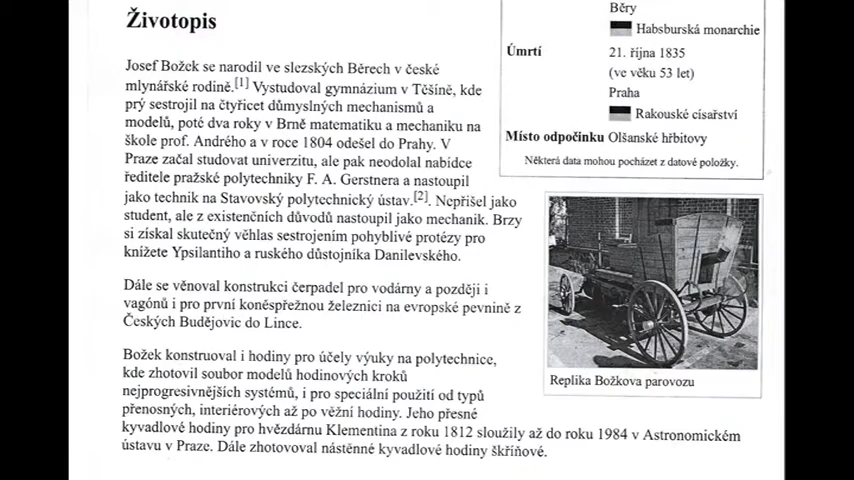 Životopis
Josef Božek se narodil ve slezských Běrech v české
mlynářské rodině.[1] Vystudoval gymnázium v Těšíně, kde
prý sestrojil na čtyřicet důmyslných mechanismů a
modelů, poté dva roky v Brně matematiku a mechaniku na
škole prof. Andrého a v roce 1804 odešel do Prahy. V
Praze začal studovat univerzitu, ale pak neodolal nabídce
ředitele pražské polytechniky F. A. Gerstnera a nastoupil
jako technik na Stavovský polytechnický ústav.[2]. Nepřišel jako
student, ale z existenčních důvodů nastoupil jako mechanik. Brzy
si získal skutečný věhlas sestrojením pohyblivé protézy pro
knížete Ypsilantiho a ruského důstojníka Danilevského.
Dále se věnoval konstrukci čerpadel pro vodárny a později i
vagónů i pro první koněspřežnou železnici na evropské pevnině z
Českých Budějovic do Lince.
Božek konstruoval i hodiny pro účely výuky na polytechnice,
kde zhotovil soubor modelů hodinových kroků
nejprogresivnějších systémů, i pro speciální použití od typů
přenosných, interiérových až po věžní hodiny. Jeho přesné
kyvadlové hodiny pro hvězdárnu Klementina z roku 1812 sloužily až do roku 1984 v Astronomickém
ústavu v Praze. Dále zhotovoval nástěnné kyvadlové hodiny škříňové.
Běry
Habsburská monarchie
Úmrtí 21. října 1835
(ve věku 53 let)
Praha
Rakouské císařství
Místo odpočinku Olšanské hřbitovy
Některá data mohou pocházet z datové položky.
Replika Božkova parovozu